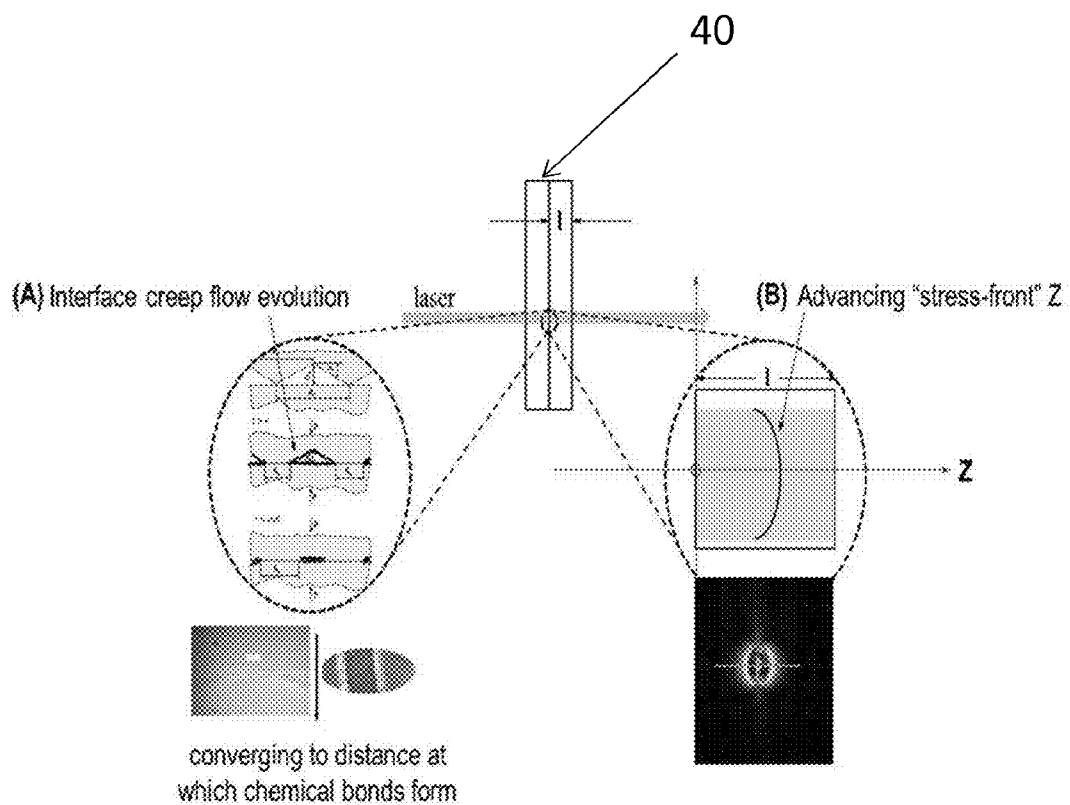 40
l
(A) Interface creep flow evolution
laser
(B) Advancing "stress-front" Z
l
Z
converging to distance at
which chemical bonds form